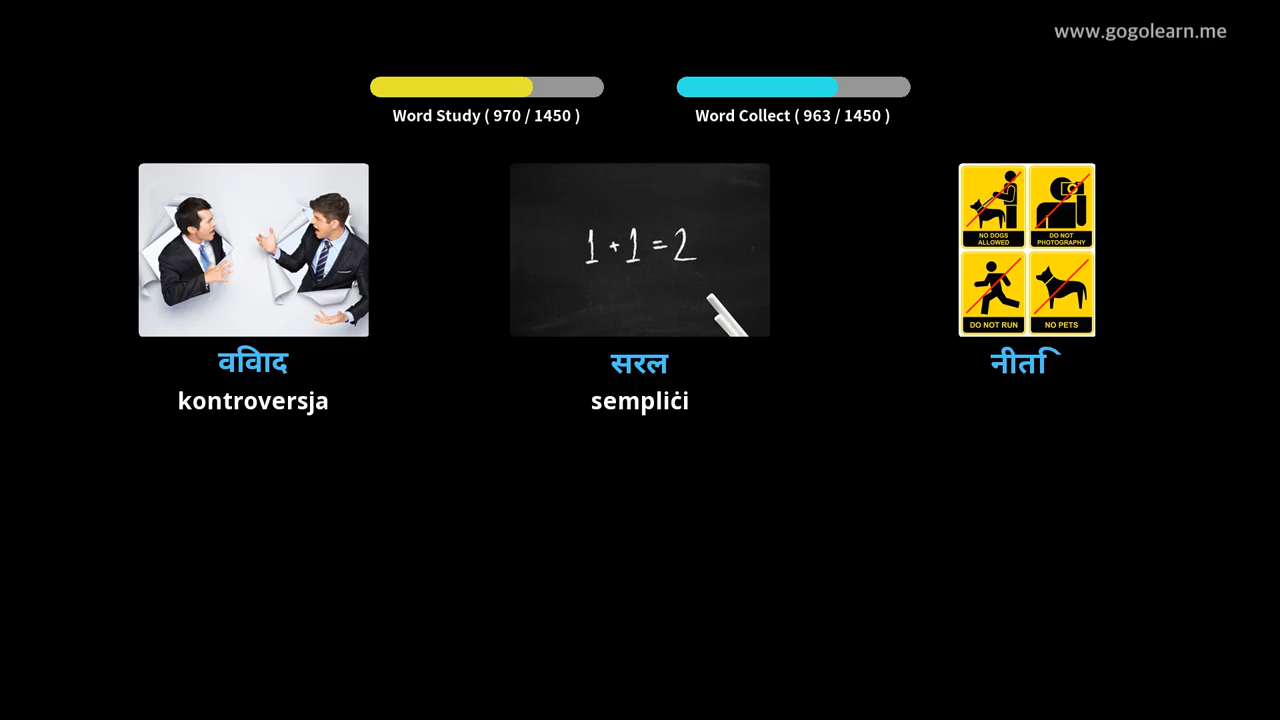 www.gogolearn.me
Word Study ( 970 / 1450 )
Word Collect ( 963 / 1450 )
1 + 1 = 2
NO DOGS ALLOWED
DO NOT PHOTOGRAPHY
DO NOT RUN
NO PETS
विवाद
सरल
नीति
kontroversja
sempliċi